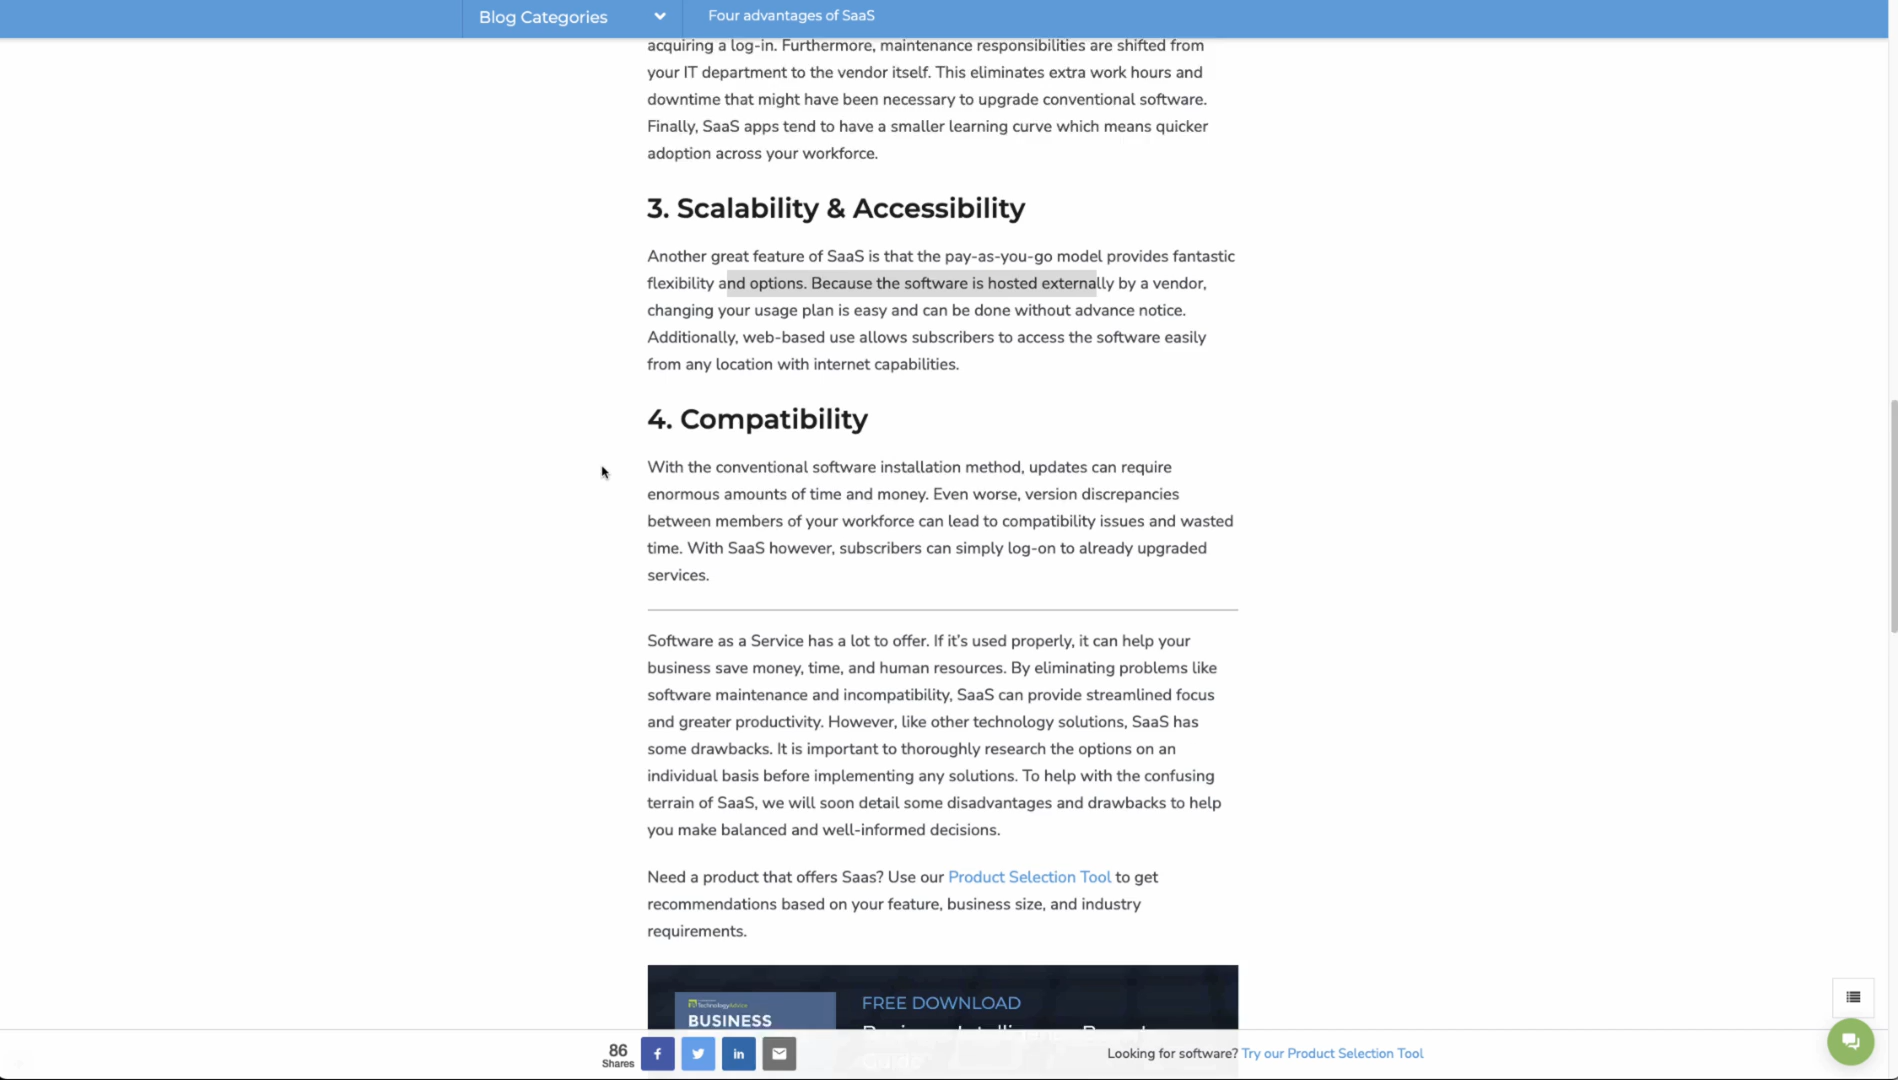 Blog Categories
Four advantages of SaaS
acquiring a log-in. Furthermore, maintenance responsibilities are shifted from
your IT department to the vendor itself. This eliminates extra work hours and
downtime that might have been necessary to upgrade conventional software.
Finally, SaaS apps tend to have a smaller learning curve which means quicker
adoption across your workforce.
3. Scalability & Accessibility
Another great feature of SaaS is that the pay-as-you-go model provides fantastic
flexibility and options. Because the software is hosted externally by a vendor,
changing your usage plan is easy and can be done without advance notice.
Additionally, web-based use allows subscribers to access the software easily
from any location with internet capabilities.
4. Compatibility
With the conventional software installation method, updates can require
enormous amounts of time and money. Even worse, version discrepancies
between members of your workforce can lead to compatibility issues and wasted
time. With SaaS however, subscribers can simply log-on to already upgraded
services.
Software as a Service has a lot to offer. If it’s used properly, it can help your
business save money, time, and human resources. By eliminating problems like
software maintenance and incompatibility, SaaS can provide streamlined focus
and greater productivity. However, like other technology solutions, SaaS has
some drawbacks. It is important to thoroughly research the options on an
individual basis before implementing any solutions. To help with the confusing
terrain of SaaS, we will soon detail some disadvantages and drawbacks to help
you make balanced and well-informed decisions.
Need a product that offers Saas? Use our Product Selection Tool to get
recommendations based on your feature, business size, and industry
requirements.
TechnologyAdvice
BUSINESS
FREE DOWNLOAD
Guide
86
Shares
Looking for software? Try our Product Selection Tool